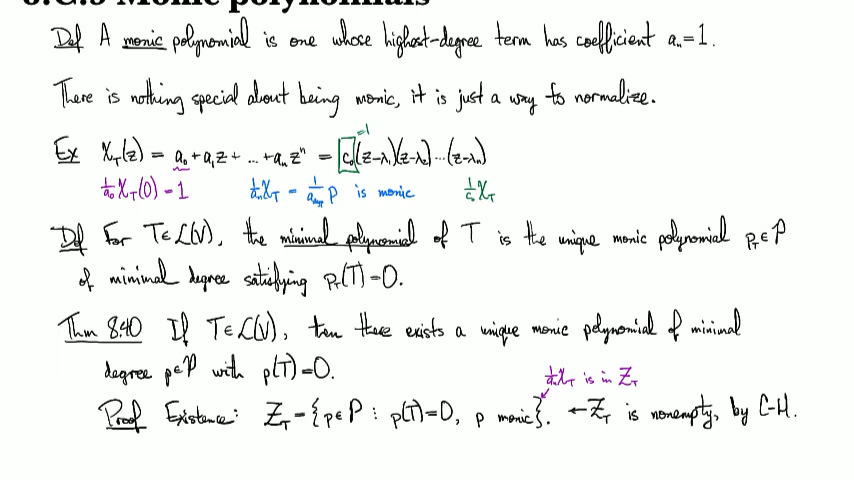 8.C.3 Monic polynomials
Def A monic polynomial is one whose highest-degree term has coefficient aₙ=1.
There is nothing special about being monic, it is just a way to normalize.
=1
Ex χ_T(z) = a₀ + a₁z + ... + aₙzⁿ = c₀(z-λ₁)(z-λ₂)...(z-λₙ)
1/a₀ χ_T(0) = 1 1/aₙ χ_T = 1/a p is monic 1/c₀ χ_T
Def For T∈L(V), the minimal polynomial of T is the unique monic polynomial p_T∈P
of minimal degree satisfying p_T(T)=0.
Thm 8.40 If T∈L(V), ten there exists a unique monic polynomial of minimal
degree p∈P with p(T)=0.
1/aₙ χ_T is in Z_T
Proof Existence: Z_T = {p∈P : p(T)=0, p monic}. ← Z_T is nonempty, by C-H.